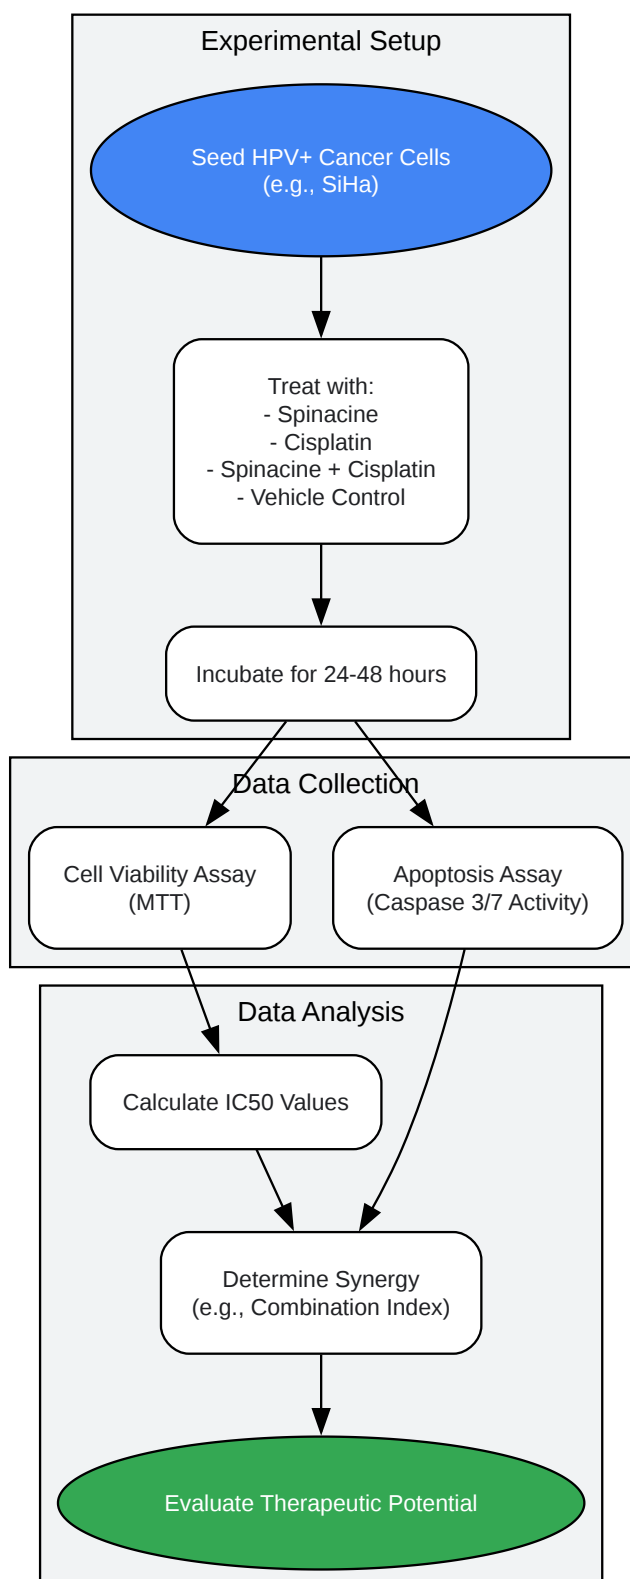 Experimental Setup
Seed HPV+ Cancer Cells
(e.g., SiHa)
Treat with:
- Spinacine
- Cisplatin
- Spinacine + Cisplatin
- Vehicle Control
Incubate for 24-48 hours
Data Collection
Cell Viability Assay
(MTT)
Apoptosis Assay
(Caspase 3/7 Activity)
Data Analysis
Calculate IC50 Values
Determine Synergy
(e.g., Combination Index)
Evaluate Therapeutic Potential